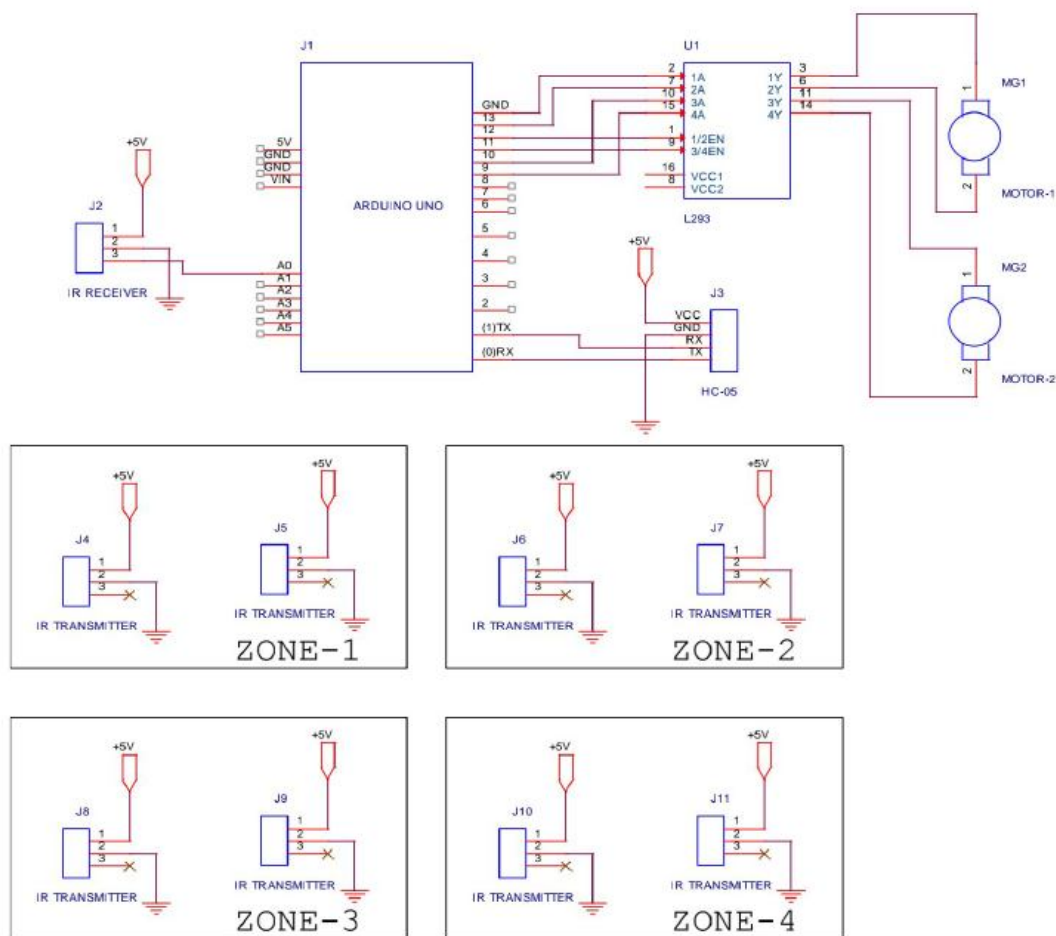 J1
U1
2
7
10
15
1A
2A
3A
4A
1Y
2Y
3Y
4Y
3
6
11
14
1
9
1/2EN
3/4EN
16
8
VCC1
VCC2
L293
MG1
1
2
MOTOR-1
MG2
1
2
MOTOR-2
GND
13
12
11
10
9
8
7
6
5
4
3
2
(1)TX
(0)RX
ARDUINO UNO
5V
GND
GND
VIN
A0
A1
A2
A3
A4
A5
+5V
J2
1
2
3
IR RECEIVER
+5V
J3
VCC
GND
RX
TX
HC-05
+5V
J4
1
2
3
IR TRANSMITTER
+5V
J5
1
2
3
IR TRANSMITTER
ZONE-1
+5V
J6
1
2
3
IR TRANSMITTER
+5V
J7
1
2
3
IR TRANSMITTER
ZONE-2
+5V
J8
1
2
3
IR TRANSMITTER
+5V
J9
1
2
3
IR TRANSMITTER
ZONE-3
+5V
J10
1
2
3
IR TRANSMITTER
+5V
J11
1
2
3
IR TRANSMITTER
ZONE-4